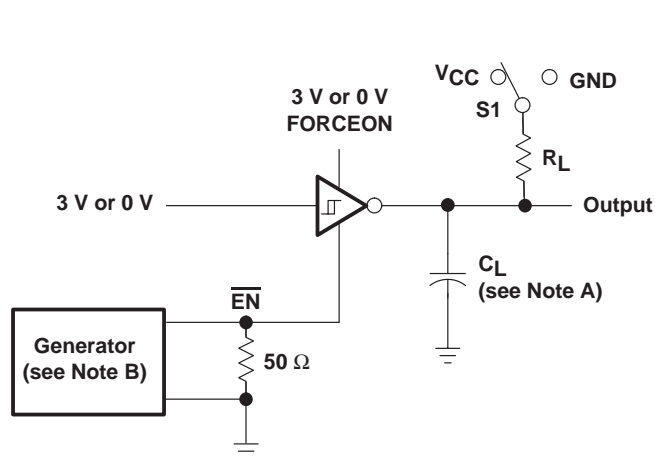 VCC
GND
S1
3 V or 0 V
FORCEON
RL
3 V or 0 V
Output
CL
(see Note A)
EN
Generator
(see Note B)
50 Ω